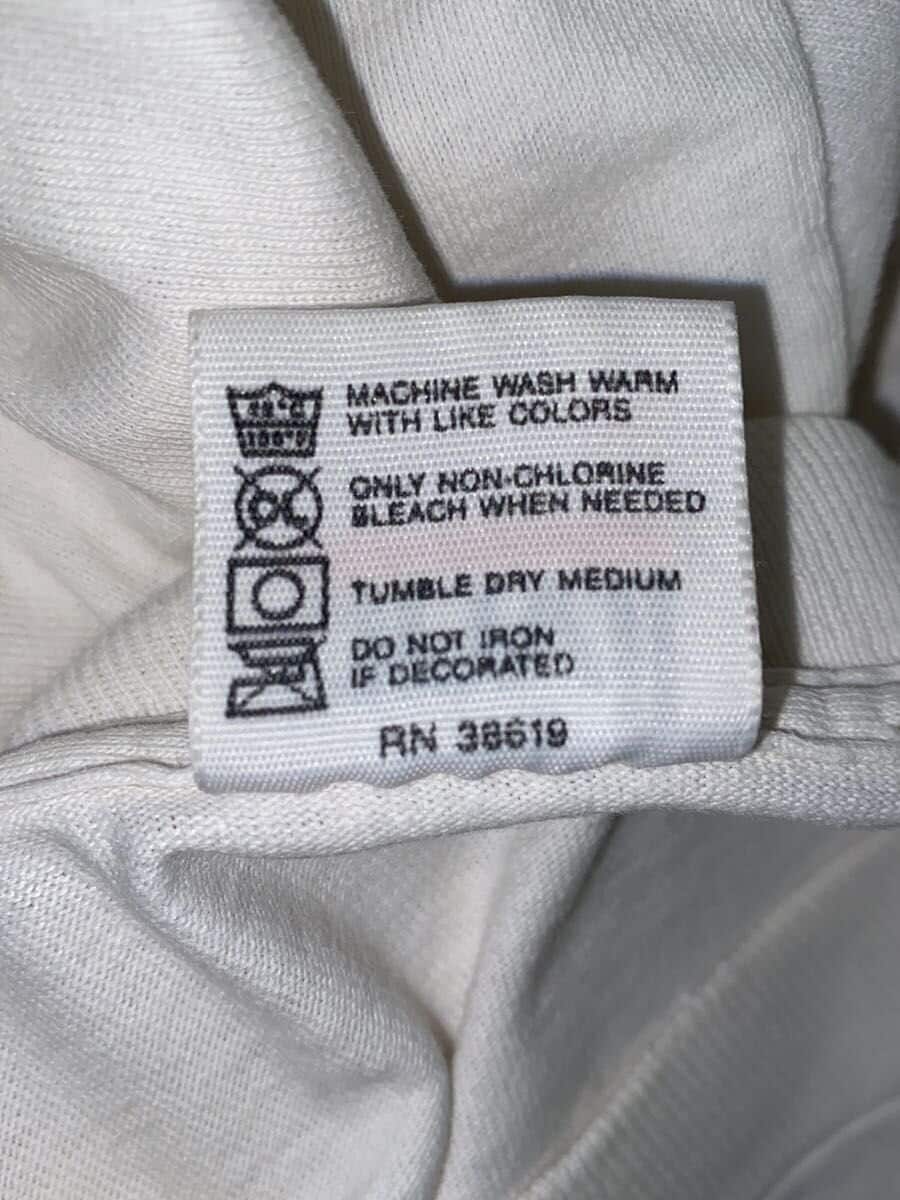 MACHINE WASH WARM
WITH LIKE COLORS
ONLY NON-CHLORINE
BLEACH WHEN NEEDED
TUMBLE DRY MEDIUM
DO NOT IRON
IF DECORATED
RN 38619